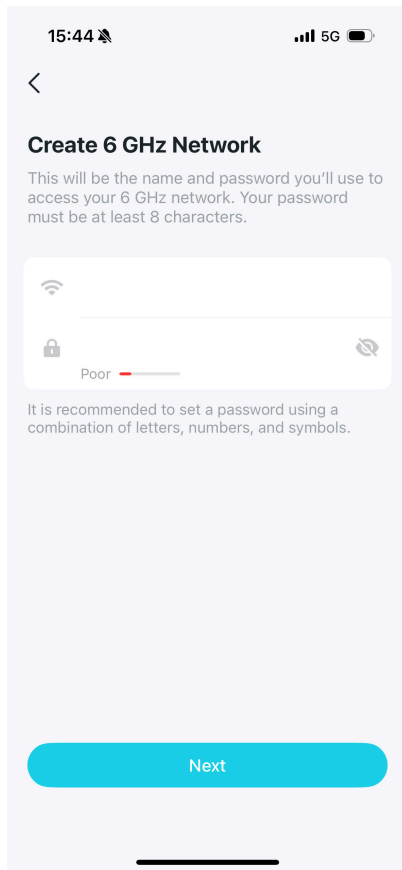 15:44
5G
Create 6 GHz Network
This will be the name and password you'll use to
access your 6 GHz network. Your password
must be at least 8 characters.
Poor
It is recommended to set a password using a
combination of letters, numbers, and symbols.
Next